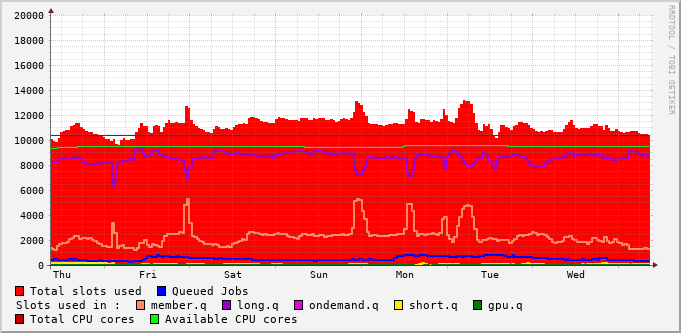 20000
18000
16000
14000
12000
10000
8000
6000
4000
2000
0
Thu Fri Sat Sun Mon Tue Wed
RRDTOOL / TOBI OETIKER
Total slots used Queued Jobs
Slots used in : member.q long.q ondemand.q short.q gpu.q
Total CPU cores Available CPU cores